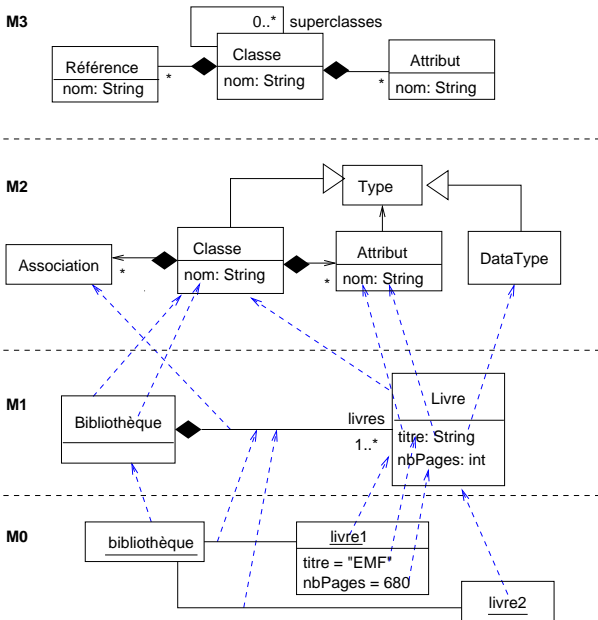 M3
0..* superclasses
Référence
nom: String
*
Classe
nom: String
*
Attribut
nom: String
M2
Type
Association
*
Classe
nom: String
*
Attribut
nom: String
DataType
M1
Bibliothèque
livres
1..*
Livre
titre: String
nbPages: int
M0
bibliothèque
livre1
titre = "EMF"
nbPages = 680
livre2